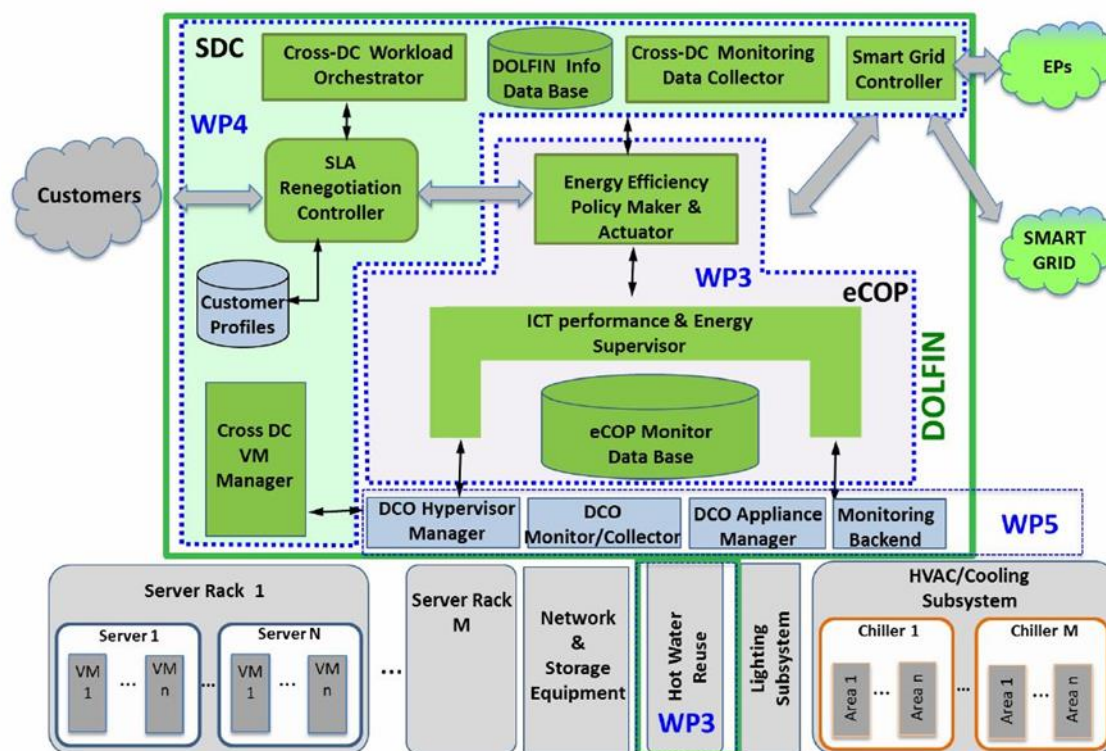 SDC
Cross-DC Workload
Orchestrator
DOLFIN Info
Data Base
Cross-DC Monitoring
Data Collector
Smart Grid
Controller
EPs
WP4
Customers
SLA
Renegotiation
Controller
Energy Efficiency
Policy Maker &
Actuator
SMART
GRID
WP3
eCOP
Customer
Profiles
ICT performance & Energy
Supervisor
DOLFIN
Cross DC
VM
Manager
eCOP Monitor
Data Base
DCO Hypervisor
Manager
DCO
Monitor/Collector
DCO Appliance
Manager
Monitoring
Backend
WP5
Server Rack 1
Server 1
VM
1
...
VM
n
...
Server N
VM
1
...
VM
n
...
Server Rack
M
Network
&
Storage
Equipment
Hot Water
Reuse
WP3
Lighting
Subsystem
HVAC/Cooling
Subsystem
Chiller 1
Area 1
...
Area n
...
Chiller M
Area 1
...
Area n